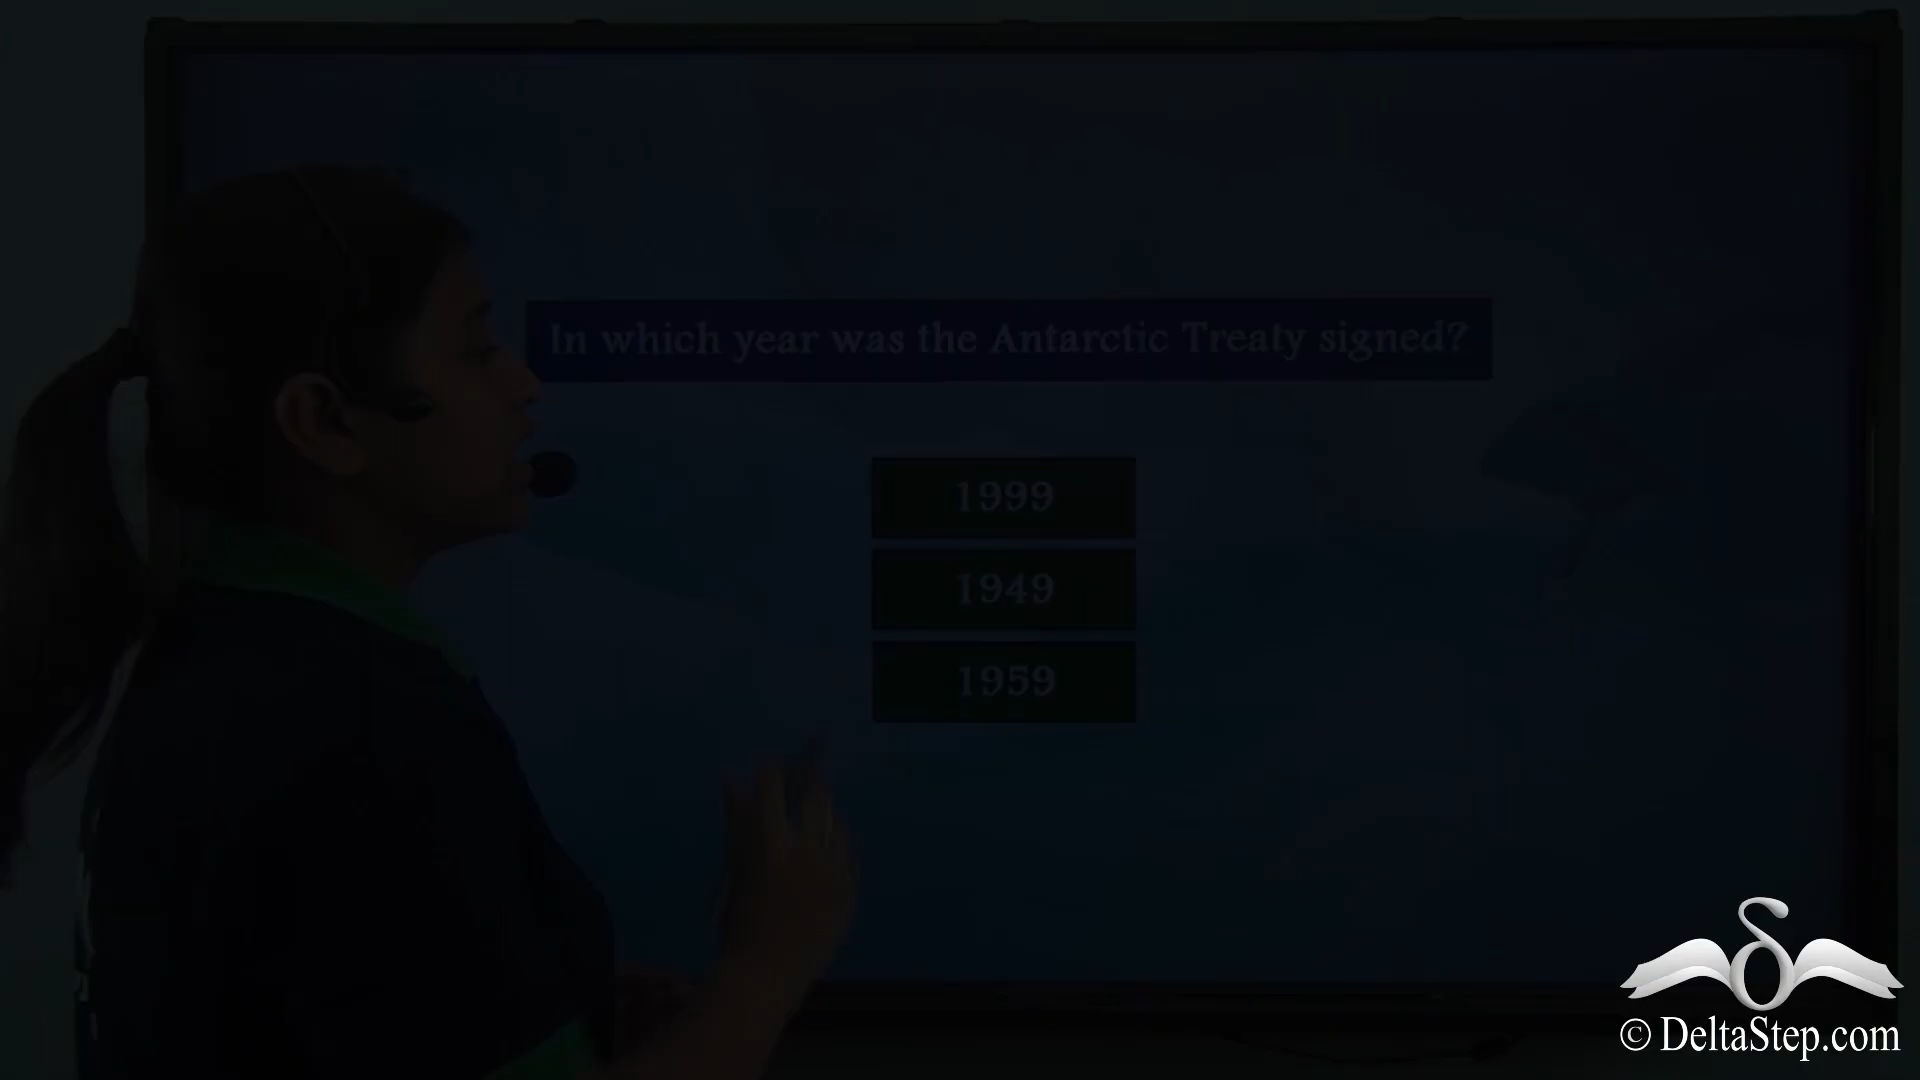 In which year was the Antarctic Treaty signed?
1999
1949
1959
© DeltaStep.com